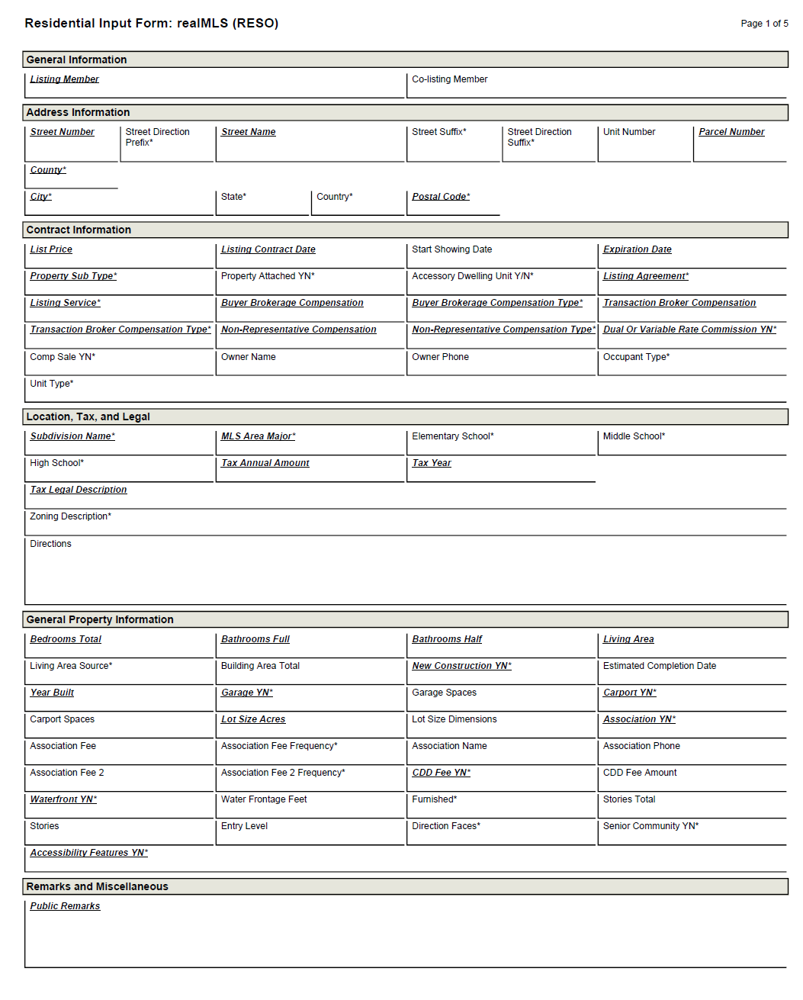 Residential Input Form: realMLS (RESO)
Page 1 of 5
General Information
Listing Member
Co-listing Member
Address Information
Street Number
Street Direction
Prefix*
Street Name
Street Suffix*
Street Direction
Suffix*
Unit Number
Parcel Number
County*
City*
State*
Country*
Postal Code*
Contract Information
List Price
Listing Contract Date
Start Showing Date
Expiration Date
Property Sub Type*
Property Attached YN*
Accessory Dwelling Unit Y/N*
Listing Agreement*
Listing Service*
Buyer Brokerage Compensation
Buyer Brokerage Compensation Type*
Transaction Broker Compensation
Transaction Broker Compensation Type*
Non-Representative Compensation
Non-Representative Compensation Type*
Dual Or Variable Rate Commission YN*
Comp Sale YN*
Owner Name
Owner Phone
Occupant Type*
Unit Type*
Location, Tax, and Legal
Subdivision Name*
MLS Area Major*
Elementary School*
Middle School*
High School*
Tax Annual Amount
Tax Year
Tax Legal Description
Zoning Description*
Directions
General Property Information
Bedrooms Total
Bathrooms Full
Bathrooms Half
Living Area
Living Area Source*
Building Area Total
New Construction YN*
Estimated Completion Date
Year Built
Garage YN*
Garage Spaces
Carport YN*
Carport Spaces
Lot Size Acres
Lot Size Dimensions
Association YN*
Association Fee
Association Fee Frequency*
Association Name
Association Phone
Association Fee 2
Association Fee 2 Frequency*
CDD Fee YN*
CDD Fee Amount
Waterfront YN*
Water Frontage Feet
Furnished*
Stories Total
Stories
Entry Level
Direction Faces*
Senior Community YN*
Accessibility Features YN*
Remarks and Miscellaneous
Public Remarks